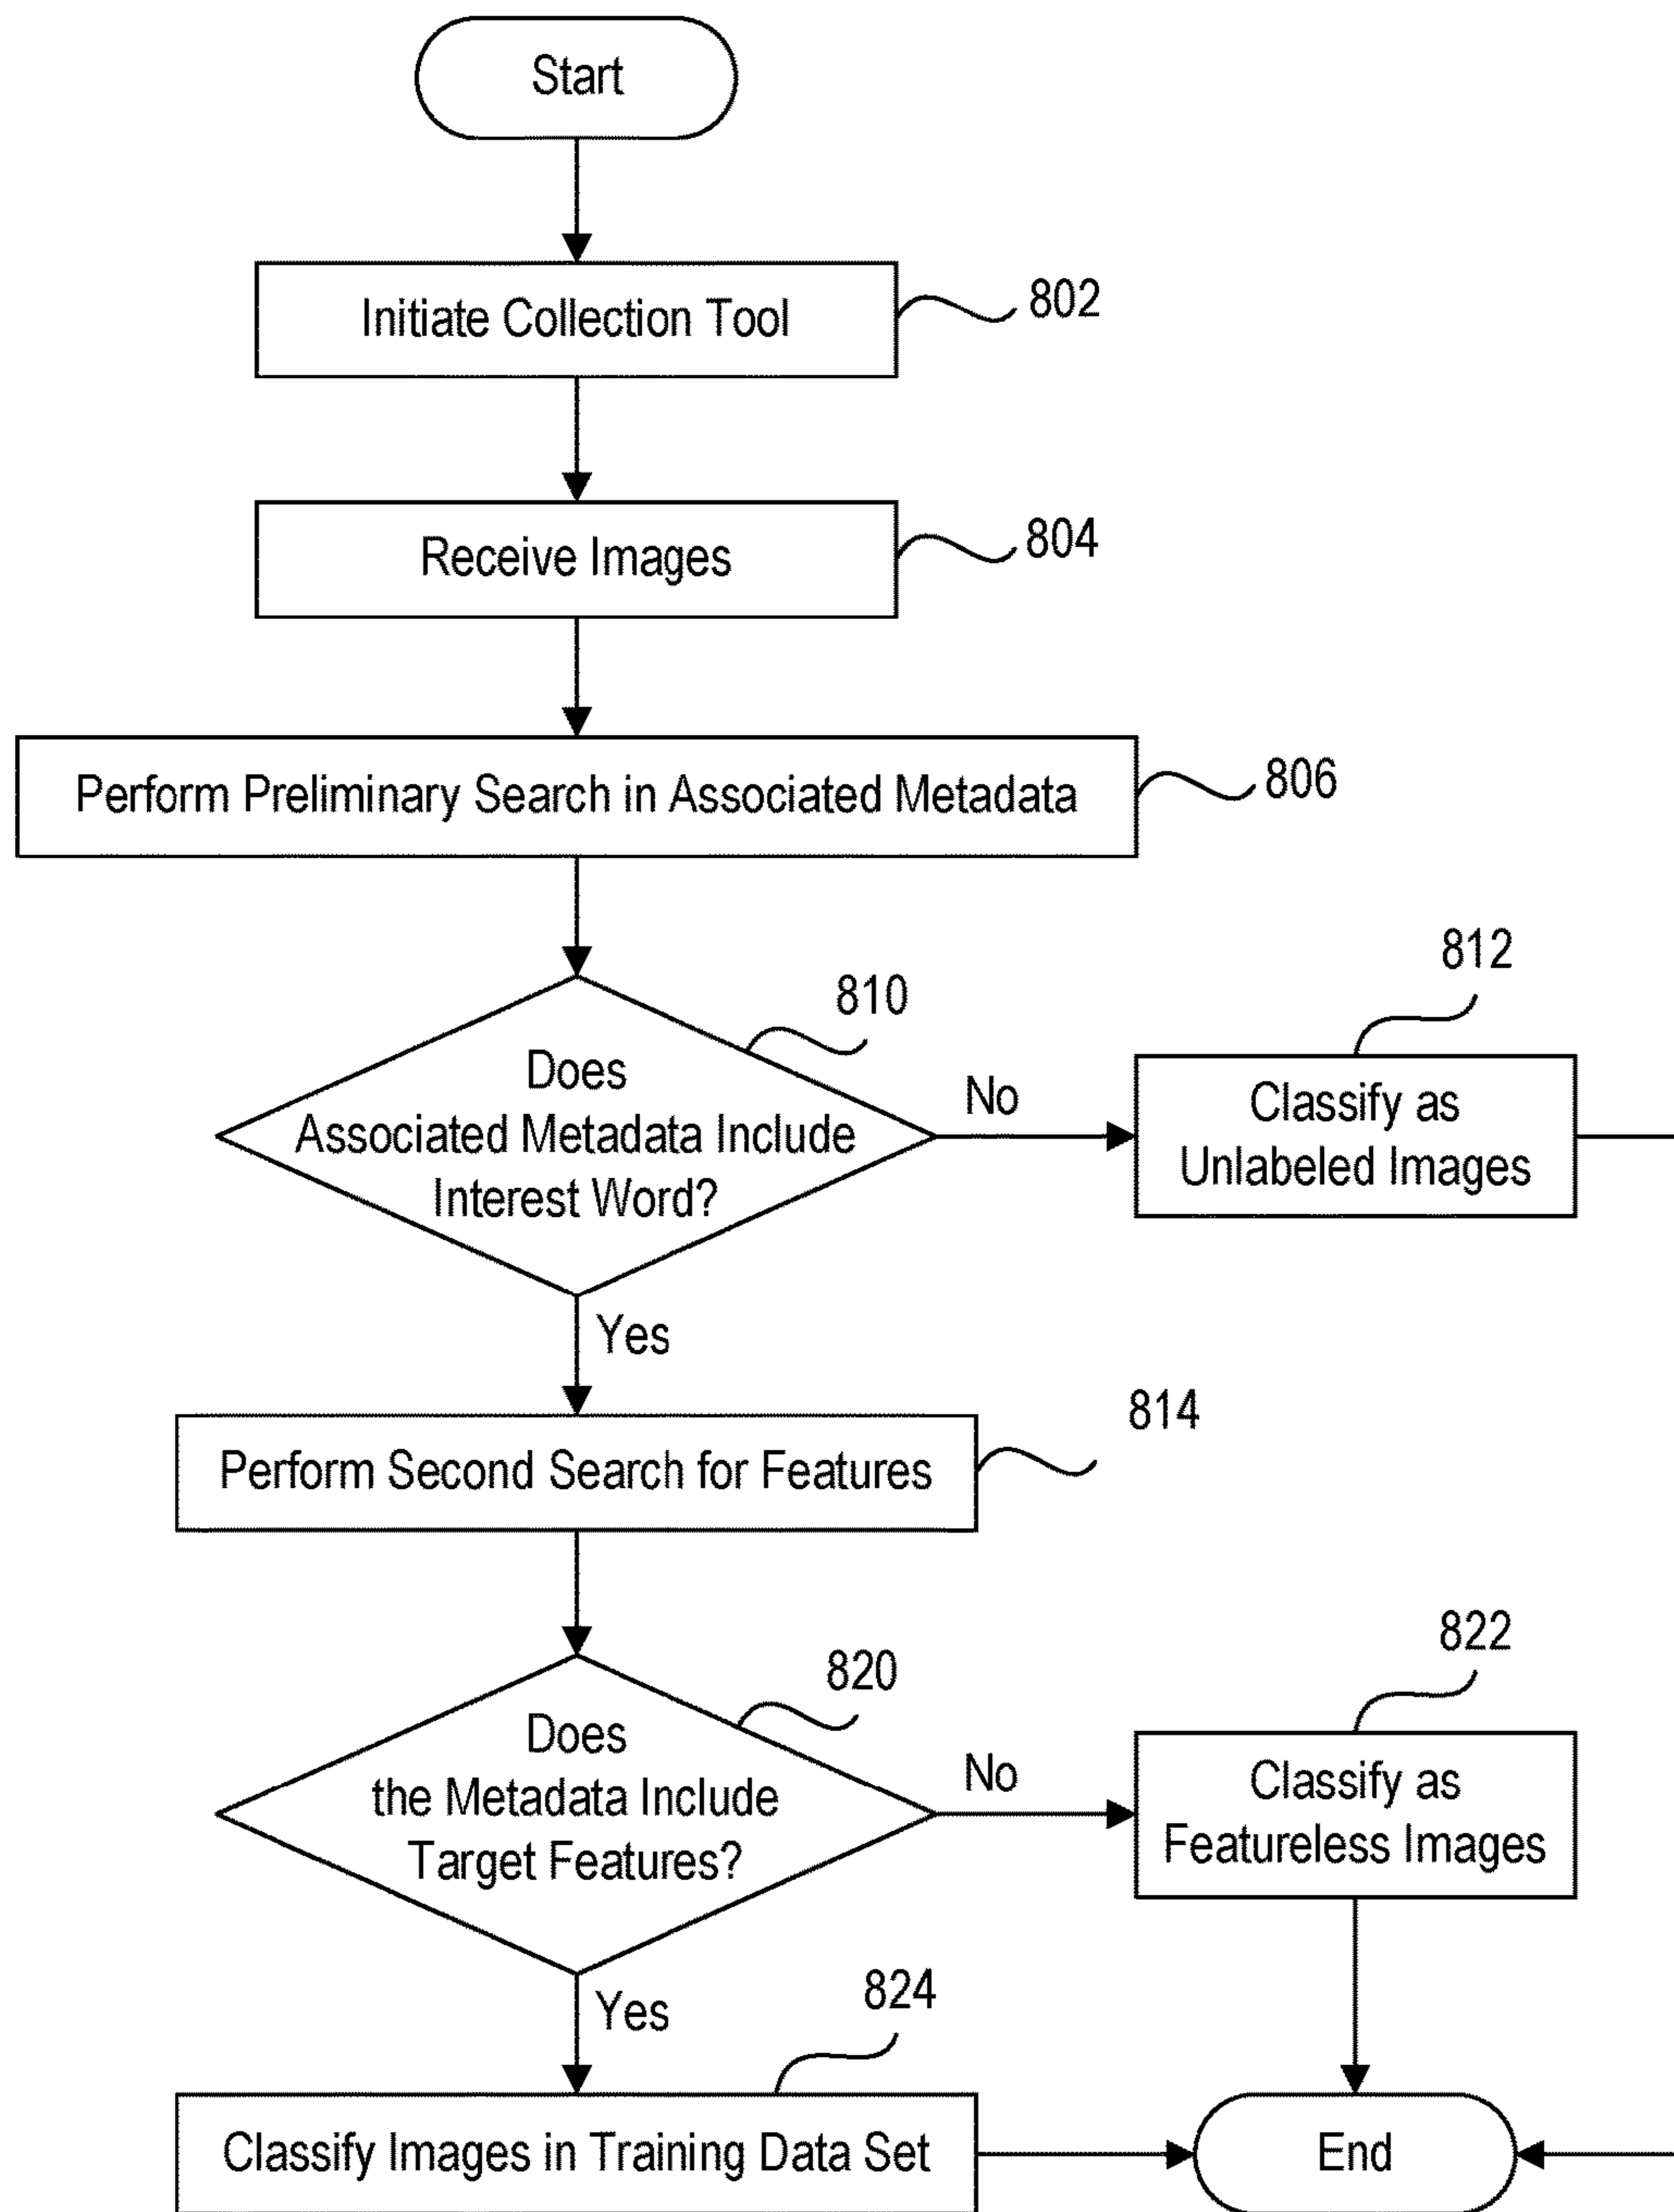 Start
Initiate Collection Tool
802
Receive Images
804
Perform Preliminary Search in Associated Metadata
806
810
Does
Associated Metadata Include
Interest Word?
No
812
Classify as
Unlabeled Images
Yes
814
Perform Second Search for Features
820
Does
the Metadata Include
Target Features?
No
822
Classify as
Featureless Images
Yes
824
Classify Images in Training Data Set
End